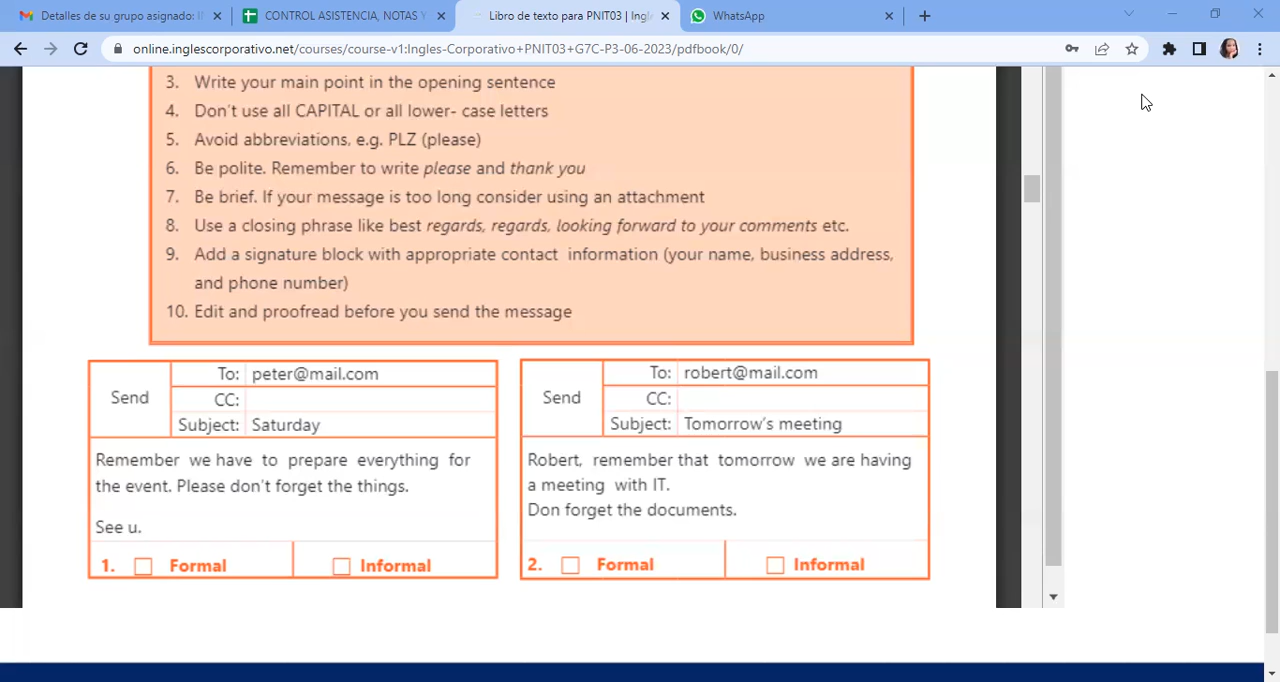 Detalles de su grupo asignado: I
CONTROL ASISTENCIA, NOTAS Y
Libro de texto para PNIT03 | Ingl
WhatsApp
online.inglescorporativo.net/courses/course-v1:Ingles-Corporativo+PNIT03+G7C-P3-06-2023/pdfbook/0/
3. Write your main point in the opening sentence
4. Don't use all CAPITAL or all lower- case letters
5. Avoid abbreviations, e.g. PLZ (please)
6. Be polite. Remember to write please and thank you
7. Be brief. If your message is too long consider using an attachment
8. Use a closing phrase like best regards, regards, looking forward to your comments etc.
9. Add a signature block with appropriate contact information (your name, business address,
and phone number)
10. Edit and proofread before you send the message
Send
To: peter@mail.com
CC:
Subject: Saturday
Remember we have to prepare everything for
the event. Please don't forget the things.
See u.
1. Formal
Informal
Send
To: robert@mail.com
CC:
Subject: Tomorrow's meeting
Robert, remember that tomorrow we are having
a meeting with IT.
Don forget the documents.
2. Formal
Informal